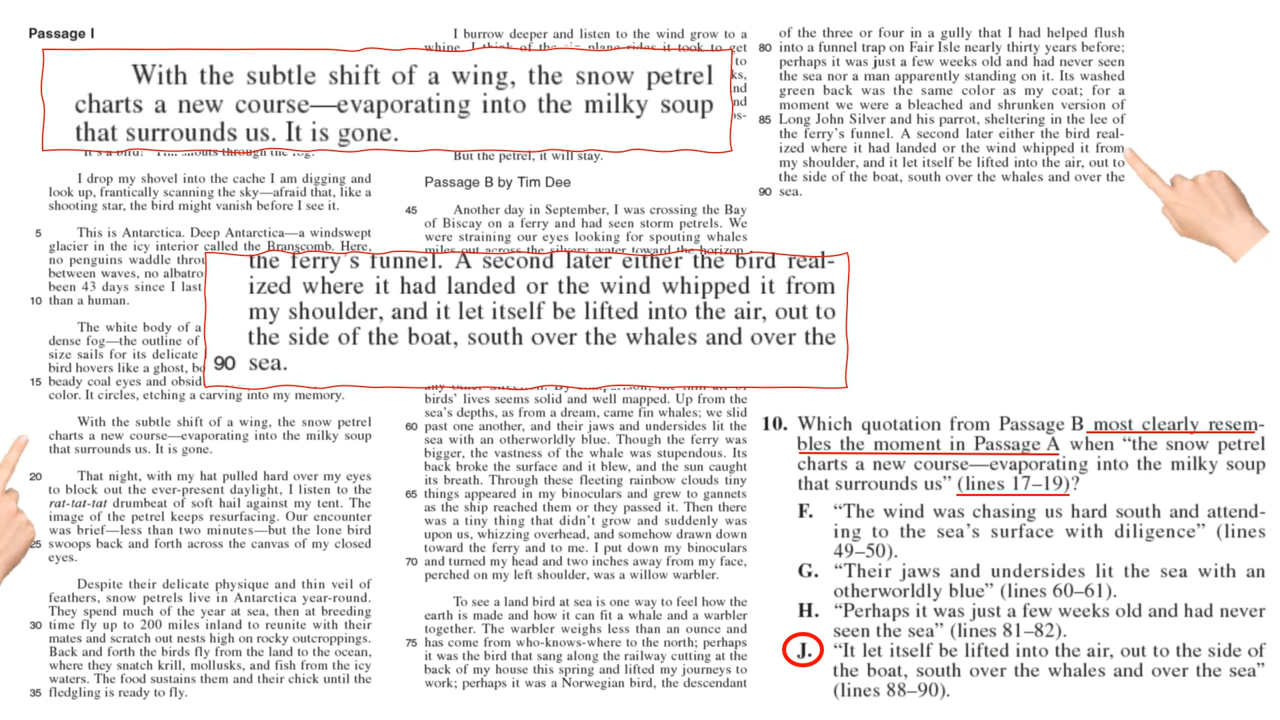 Passage I
With the subtle shift of a wing, the snow petrel
charts a new course—evaporating into the milky soup
that surrounds us. It is gone.
I drop my shovel into the cache I am digging and
look up, frantically scanning the sky—afraid that, like a
shooting star, the bird might vanish before I see it.
5 This is Antarctica. Deep Antarctica—a windswept
glacier in the icy interior called the Branscomb. Here,
no penguins waddle
between waves, no albatro
been 43 days since I last
10 than a human.
The white body of a
dense fog—the outline of
size sails for its delicate
bird hovers like a ghost,
15 beady coal eyes and obsid
color. It circles, etching a carving into my memory.
With the subtle shift of a wing, the snow petrel
charts a new course—evaporating into the milky soup
that surrounds us. It is gone.
20 That night, with my hat pulled hard over my eyes
to block out the ever-present daylight, I listen to the
rat-tat-tat drumbeat of soft hail against my tent. The
image of the petrel keeps resurfacing. Our encounter
was brief—less than two minutes—but the lone bird
25 swoops back and forth across the canvas of my closed
eyes.
Despite their delicate physique and thin veil of
feathers, snow petrels live in Antarctica year-round.
They spend much of the year at sea, then at breeding
30 time fly up to 200 miles inland to reunite with their
mates and scratch out nests high on rocky outcroppings.
Back and forth the birds fly from the land to the ocean,
where they snatch krill, mollusks, and fish from the icy
waters. The food sustains them and their chick until the
35 fledgling is ready to fly.
I burrow deeper and listen to the wind grow to a
whine. I think of the plane rides it took to get
to
ks,
nd
nd
os-
But the petrel, it will stay.
Passage B by Tim Dee
45 Another day in September, I was crossing the Bay
of Biscay on a ferry and had seen storm petrels. We
were straining our eyes looking for spouting whales
miles out across the silvery water toward the horizon.
the ferry's funnel. A second later either the bird real-
ized where it had landed or the wind whipped it from
my shoulder, and it let itself be lifted into the air, out to
the side of the boat, south over the whales and over the
90 sea.
birds' lives seems solid and well mapped. Up from the
sea's depths, as from a dream, came fin whales; we slid
60 past one another, and their jaws and undersides lit the
sea with an otherworldly blue. Though the ferry was
bigger, the vastness of the whale was stupendous. Its
back broke the surface and it blew, and the sun caught
its breath. Through these fleeting rainbow clouds tiny
65 things appeared in my binoculars and grew to gannets
as the ship reached them or they passed it. Then there
was a tiny thing that didn't grow and suddenly was
upon us, whizzing overhead, and somehow drawn down
toward the ferry and to me. I put down my binoculars
70 and turned my head and two inches away from my face,
perched on my left shoulder, was a willow warbler.
To see a land bird at sea is one way to feel how the
earth is made and how it can fit a whale and a warbler
together. The warbler weighs less than an ounce and
75 has come from who-knows-where to the north; perhaps
it was the bird that sang along the railway cutting at the
back of my house this spring and lifted my journeys to
work; perhaps it was a Norwegian bird, the descendant
of the three or four in a gully that I had helped flush
80 into a funnel trap on Fair Isle nearly thirty years before;
perhaps it was just a few weeks old and had never seen
the sea nor a man apparently standing on it. Its washed
green back was the same color as my coat; for a
moment we were a bleached and shrunken version of
85 Long John Silver and his parrot, sheltering in the lee of
the ferry's funnel. A second later either the bird real-
ized where it had landed or the wind whipped it from
my shoulder, and it let itself be lifted into the air, out to
the side of the boat, south over the whales and over the
90 sea.
10. Which quotation from Passage B most clearly resem-
bles the moment in Passage A when “the snow petrel
charts a new course—evaporating into the milky soup
that surrounds us” (lines 17–19)?
F. “The wind was chasing us hard south and attend-
ing to the sea's surface with diligence” (lines
49–50).
G. “Their jaws and undersides lit the sea with an
otherworldly blue” (lines 60–61).
H. “Perhaps it was just a few weeks old and had never
seen the sea” (lines 81–82).
J. “It let itself be lifted into the air, out to the side of
the boat, south over the whales and over the sea”
(lines 88–90).